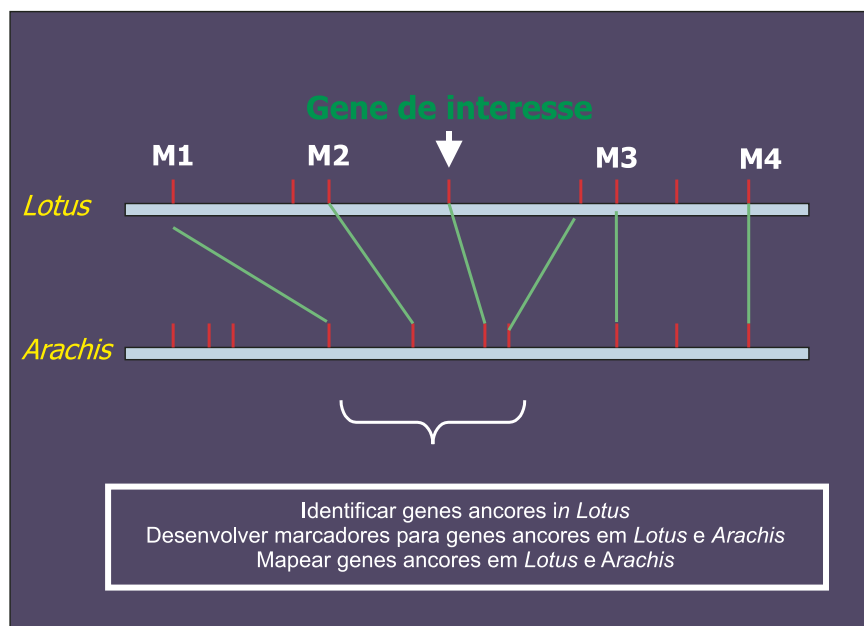 Gene de interesse
M1 M2 M3 M4
Lotus
Arachis
Identificar genes ancores in Lotus
Desenvolver marcadores para genes ancores em Lotus e Arachis
Mapear genes ancores em Lotus e Arachis